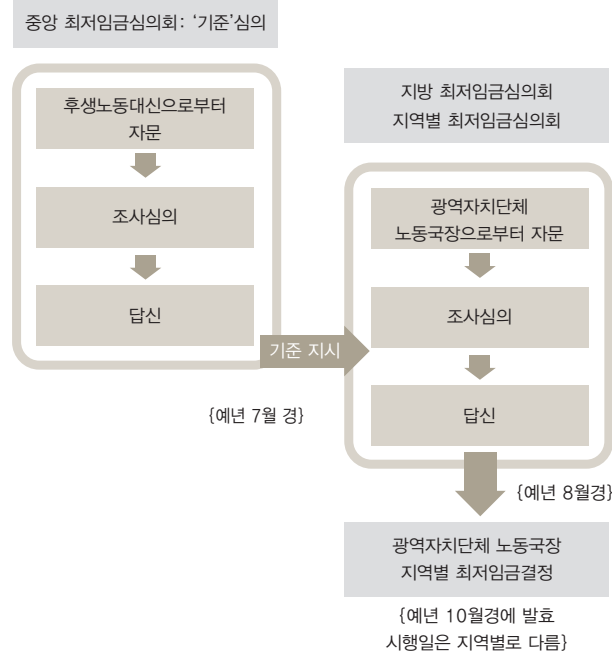 중앙 최저임금심의회: ‘기준’심의
후생노동대신으로부터
자문
조사심의
답신
기준 지시
{예년 7월 경}
지방 최저임금심의회
지역별 최저임금심의회
광역자치단체
노동국장으로부터 자문
조사심의
답신
{예년 8월경}
광역자치단체 노동국장
지역별 최저임금결정
{예년 10월경에 발효
시행일은 지역별로 다름}